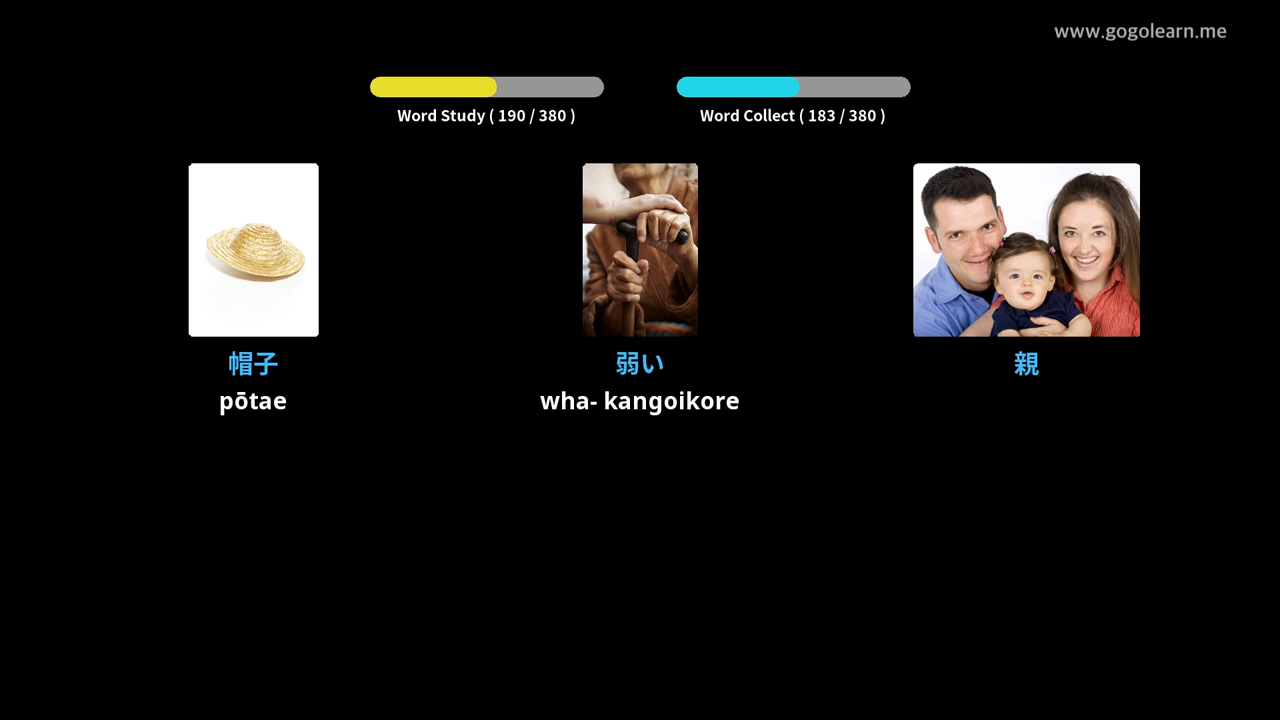 www.gogolearn.me
Word Study ( 190 / 380 )
Word Collect ( 183 / 380 )
帽子
弱い
親
pōtae
wha- kangoikore